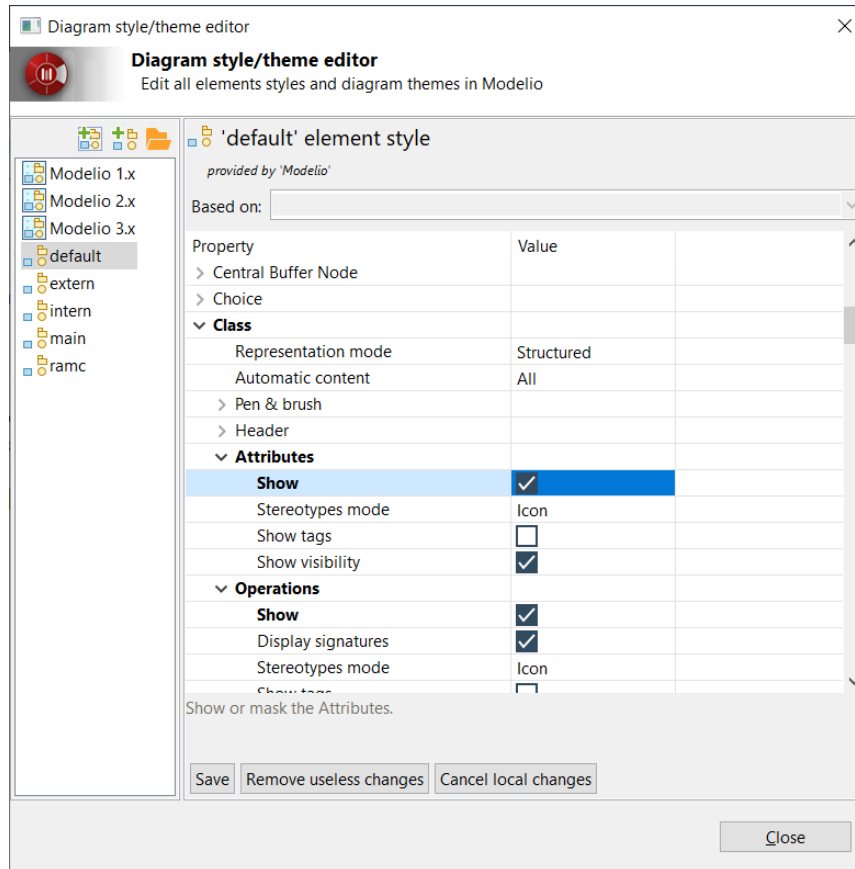 Diagram style/theme editor
Diagram style/theme editor
Edit all elements styles and diagram themes in Modelio
Modelio 1.x
Modelio 2.x
Modelio 3.x
default
extern
intern
main
ramc
'default' element style
provided by 'Modelio'
Based on:
Property Value
Central Buffer Node
Choice
Class
Representation mode Structured
Automatic content All
Pen & brush
Header
Attributes
Show
Stereotypes mode Icon
Show tags
Show visibility
Operations
Show
Display signatures
Stereotypes mode Icon
Show tags
Show or mask the Attributes.
Save Remove useless changes Cancel local changes
Close